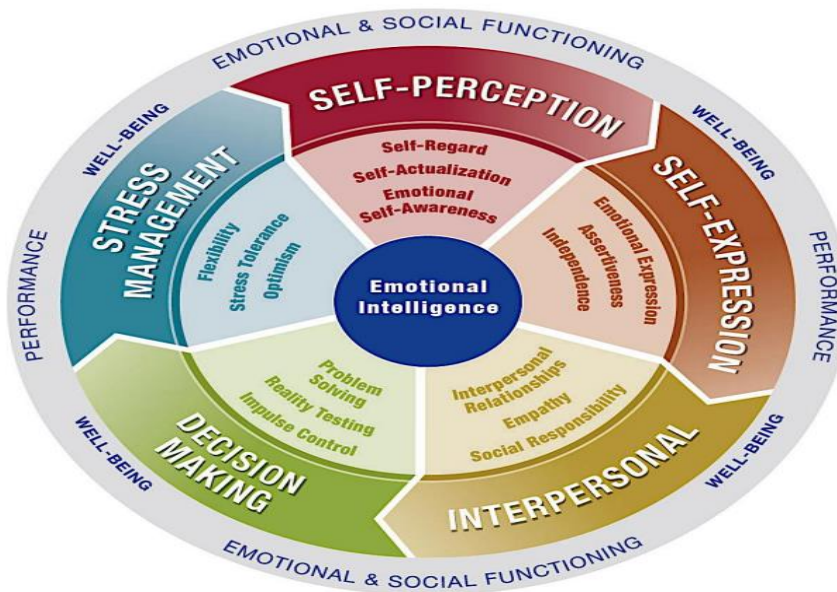 EMOTIONAL & SOCIAL FUNCTIONING
WELL-BEING
WELL-BEING
PERFORMANCE
PERFORMANCE
SELF-PERCEPTION
Self-Regard
Self-Actualization
Emotional
Self-Awareness
SELF-EXPRESSION
Emotional Expression
Assertiveness
Independence
STRESS
MANAGEMENT
Flexibility
Stress Tolerance
Optimism
Emotional
Intelligence
Interpersonal
Relationships
Empathy
Social Responsibility
INTERPERSONAL
Problem
Solving
Reality Testing
Impulse Control
DECISION
MAKING
WELL-BEING
WELL-BEING
EMOTIONAL & SOCIAL FUNCTIONING